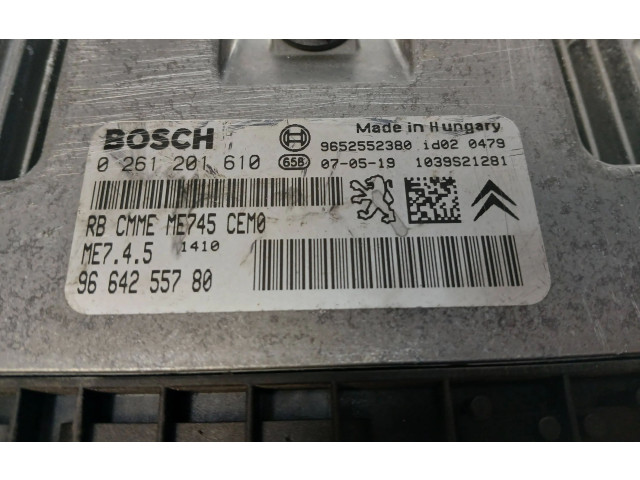 BOSCH
Made in Hungary
9652552380 id02 0479
0 261 201 610
65B 07-05-19 1039S21281
RB CMME ME745 CEM0
ME7.4.5 1410
96 642 557 80